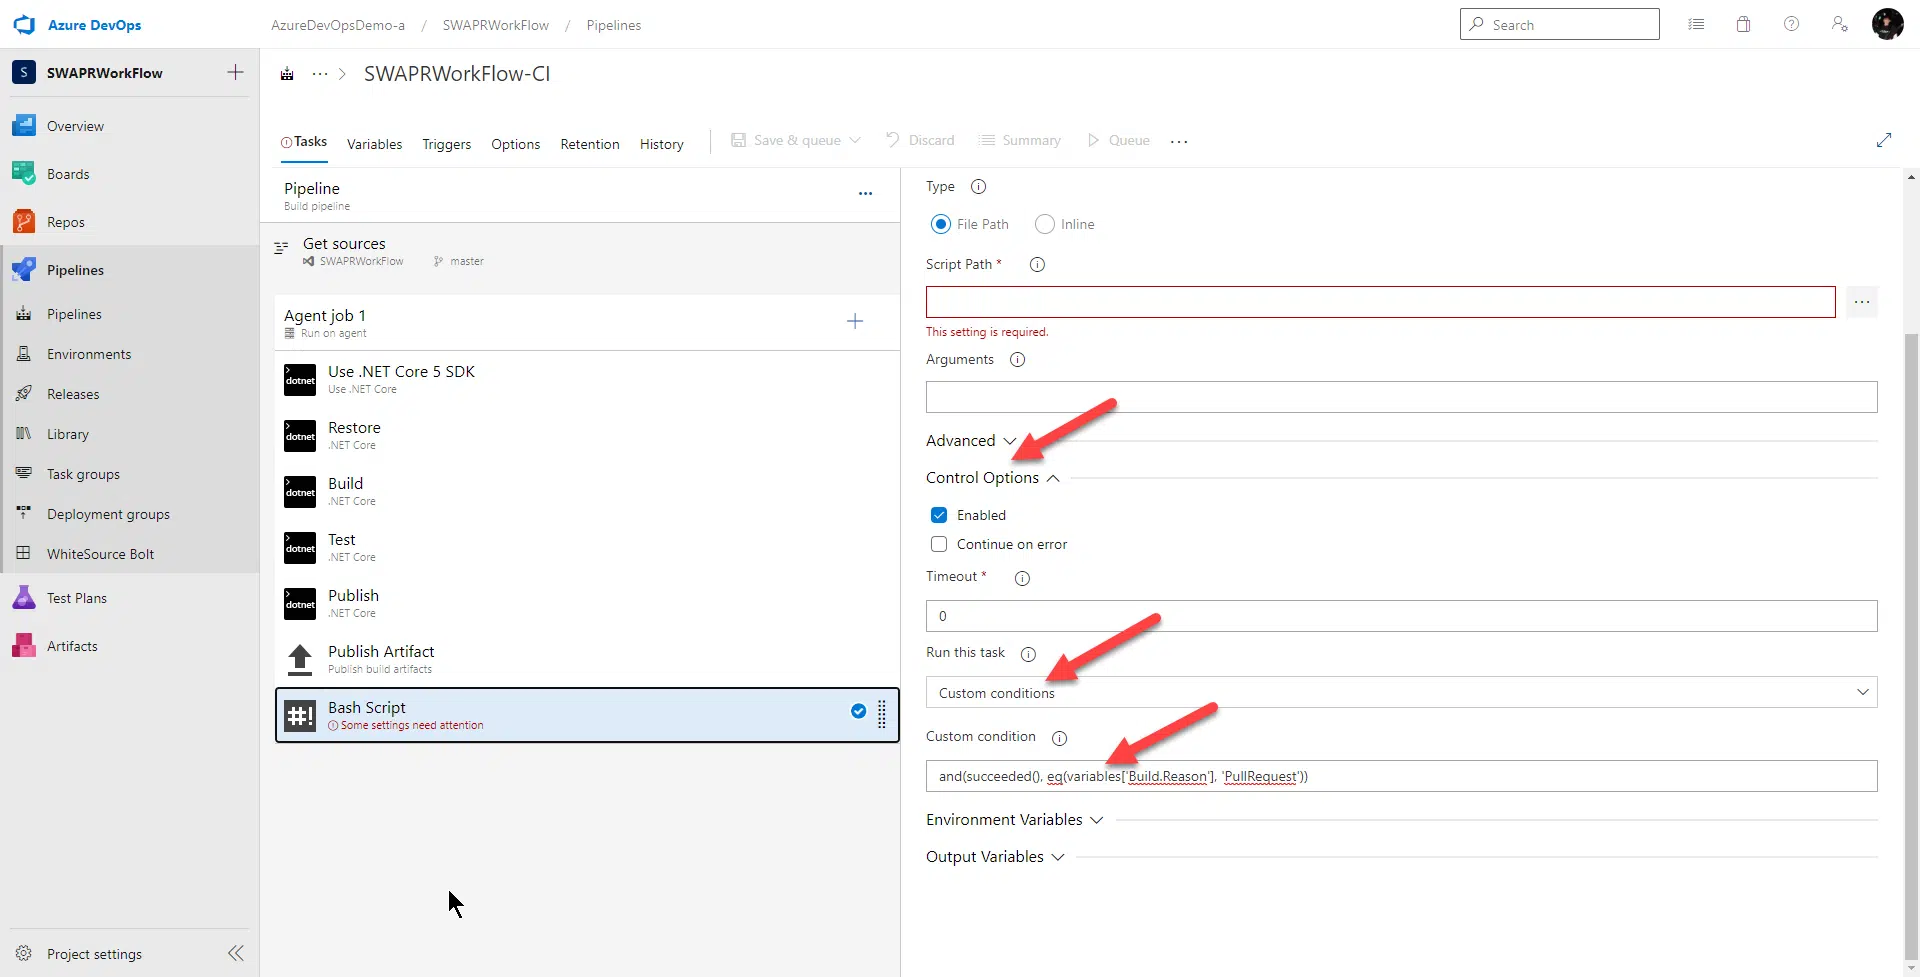 Azure DevOps
AzureDevOpsDemo-a / SWAPRWorkFlow / Pipelines
Search
S SWAPRWorkFlow
SWAPRWorkFlow-CI
Overview
Boards
Repos
Pipelines
Pipelines
Environments
Releases
Library
Task groups
Deployment groups
WhiteSource Bolt
Test Plans
Artifacts
Project settings
Tasks Variables Triggers Options Retention History Save & queue Discard Summary Queue
Pipeline
Build pipeline
Get sources
SWAPRWorkFlow master
Agent job 1
Run on agent
dotnet
Use .NET Core 5 SDK
Use .NET Core
dotnet
Restore
.NET Core
dotnet
Build
.NET Core
dotnet
Test
.NET Core
dotnet
Publish
.NET Core
Publish Artifact
Publish build artifacts
#!
Bash Script
Some settings need attention
Type
File Path Inline
Script Path *
This setting is required.
Arguments
Advanced
Control Options
Enabled
Continue on error
Timeout *
0
Run this task
Custom conditions
Custom condition
and(succeeded(), eq(variables['Build.Reason'], 'PullRequest'))
Environment Variables
Output Variables